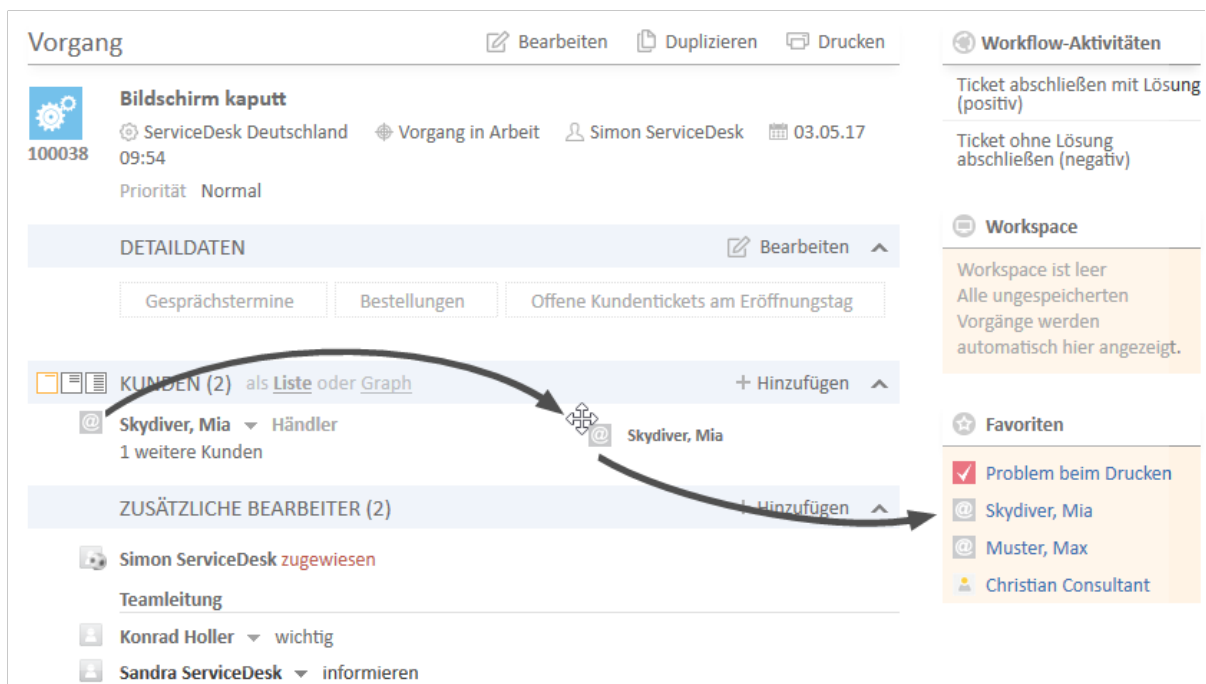 Vorgang
Bearbeiten Duplizieren Drucken
Bildschirm kaputt
ServiceDesk Deutschland Vorgang in Arbeit Simon ServiceDesk 03.05.17
100038 09:54
Priorität Normal
DETAILDATEN Bearbeiten
Gesprächstermine Bestellungen Offene Kundentickets am Eröffnungstag
KUNDEN (2) als Liste oder Graph + Hinzufügen
@ Skydiver, Mia Händler
1 weitere Kunden
@ Skydiver, Mia
ZUSÄTZLICHE BEARBEITER (2) + Hinzufügen
Simon ServiceDesk zugewiesen
Teamleitung
Konrad Holler wichtig
Sandra ServiceDesk informieren
Workflow-Aktivitäten
Ticket abschließen mit Lösung
(positiv)
Ticket ohne Lösung
abschließen (negativ)
Workspace
Workspace ist leer
Alle ungespeicherten
Vorgänge werden
automatisch hier angezeigt.
Favoriten
Problem beim Drucken
@ Skydiver, Mia
@ Muster, Max
Christian Consultant